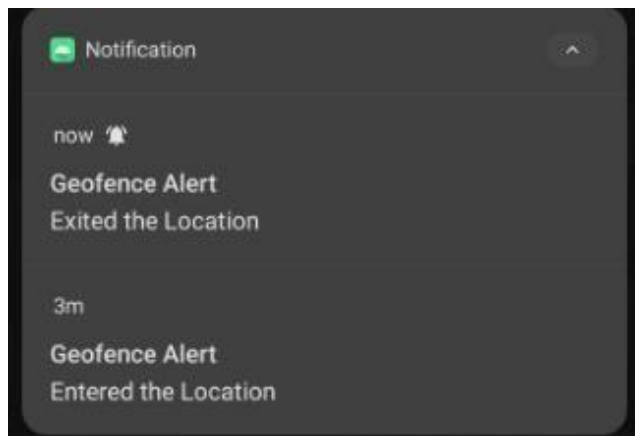 Notification
now
Geofence Alert
Exited the Location
3m
Geofence Alert
Entered the Location